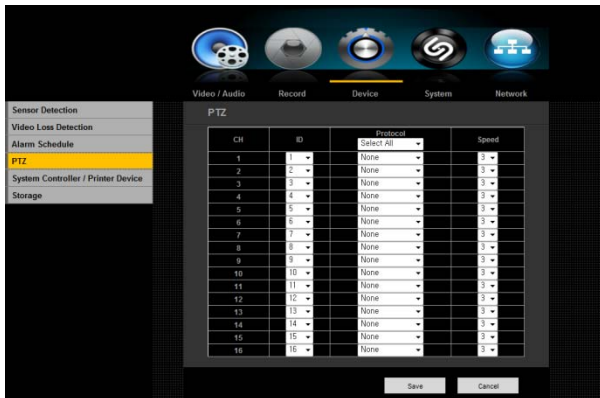 Video / Audio Record Device System Network
Sensor Detection
Video Loss Detection
Alarm Schedule
PTZ
System Controller / Printer Device
Storage
PTZ
CH ID Protocol Speed
Select All
1 1 None 3
2 2 None 3
3 3 None 3
4 4 None 3
5 5 None 3
6 6 None 3
7 7 None 3
8 8 None 3
9 9 None 3
10 10 None 3
11 11 None 3
12 12 None 3
13 13 None 3
14 14 None 3
15 15 None 3
16 16 None 3
Save Cancel